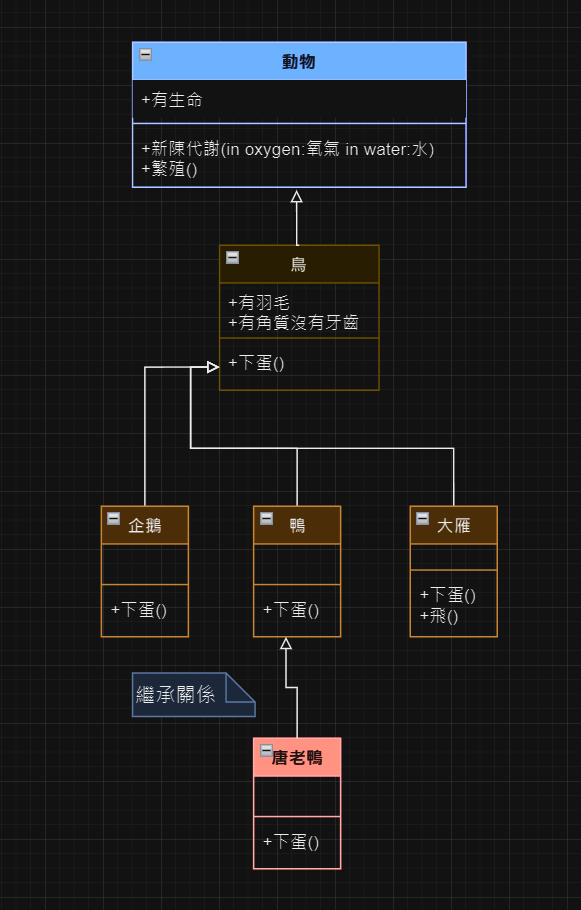 動物
+有生命
+新陳代謝(in oxygen:氧氣 in water:水)
+繁殖()
鳥
+有羽毛
+有角質沒有牙齒
+下蛋()
企鵝
+下蛋()
鴨
+下蛋()
大雁
+下蛋()
+飛()
繼承關係
唐老鴨
+下蛋()